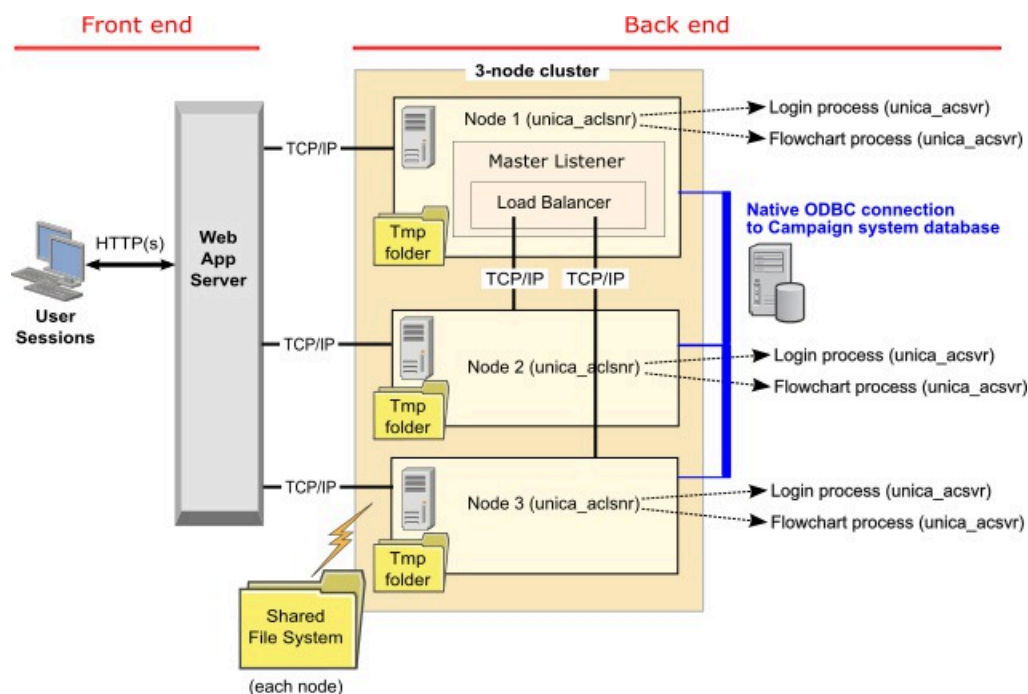 Front end
Back end
3-node cluster
Node 1 (unica_aclsnr)
Login process (unica_acsvr)
Flowchart process (unica_acsvr)
TCP/IP
Master Listener
Load Balancer
Tmp
folder
Native ODBC connection
to Campaign system database
HTTP(s)
Web
App
Server
User
Sessions
TCP/IP
TCP/IP
TCP/IP
Node 2 (unica_aclsnr)
Login process (unica_acsvr)
Flowchart process (unica_acsvr)
Tmp
folder
TCP/IP
Node 3 (unica_aclsnr)
Login process (unica_acsvr)
Flowchart process (unica_acsvr)
Tmp
folder
Shared
File System
(each node)